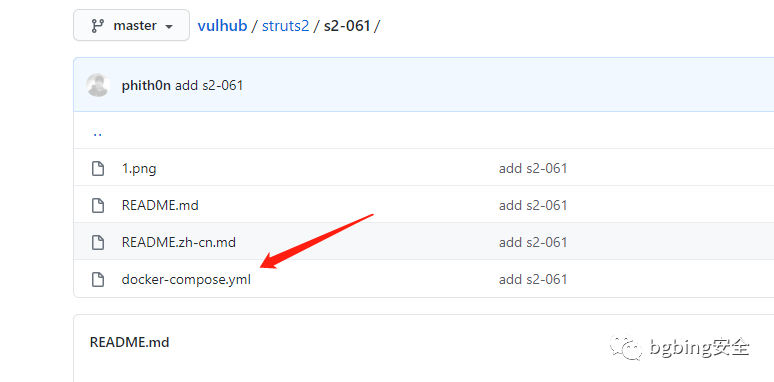 master vulhub / struts2 / s2-061 /
phith0n add s2-061
..
1.png add s2-061
README.md add s2-061
README.zh-cn.md add s2-061
docker-compose.yml add s2-061
README.md
bgbing安全